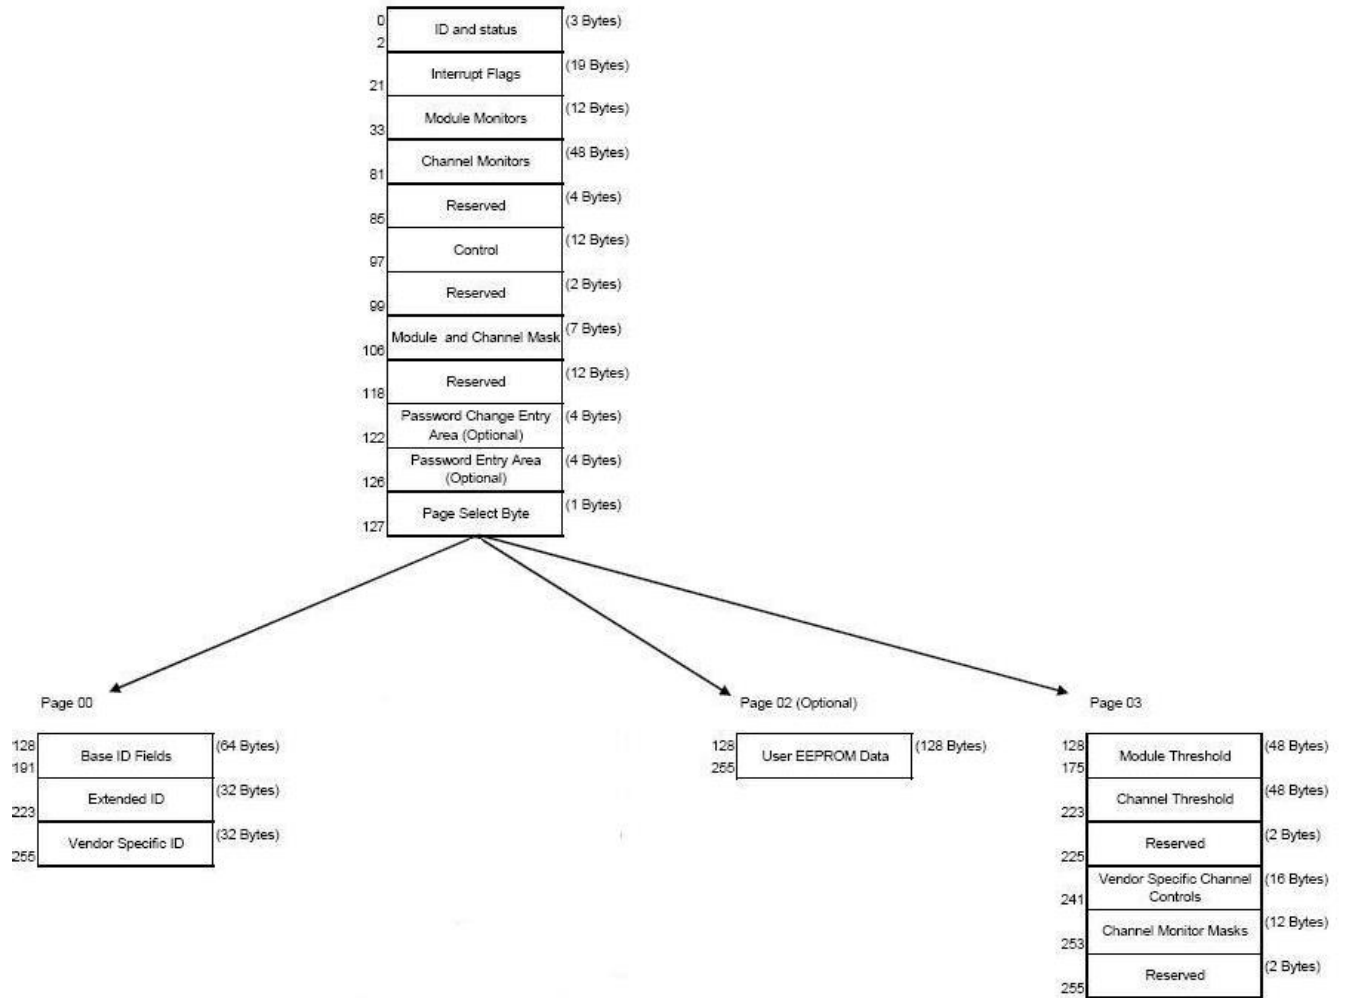 0
ID and status
(3 Bytes)
2
Interrupt Flags
(19 Bytes)
21
Module Monitors
(12 Bytes)
33
Channel Monitors
(48 Bytes)
81
Reserved
(4 Bytes)
85
Control
(12 Bytes)
97
Reserved
(2 Bytes)
99
Module and Channel Mask
(7 Bytes)
106
Reserved
(12 Bytes)
118
Password Change Entry
Area (Optional)
(4 Bytes)
122
Password Entry Area
(Optional)
(4 Bytes)
126
Page Select Byte
(1 Bytes)
127
Page 00
128
Base ID Fields
(64 Bytes)
191
Extended ID
(32 Bytes)
223
Vendor Specific ID
(32 Bytes)
255
Page 02 (Optional)
128
User EEPROM Data
(128 Bytes)
255
Page 03
128
Module Threshold
(48 Bytes)
175
Channel Threshold
(48 Bytes)
223
Reserved
(2 Bytes)
225
Vendor Specific Channel
Controls
(16 Bytes)
241
Channel Monitor Masks
(12 Bytes)
253
Reserved
(2 Bytes)
255